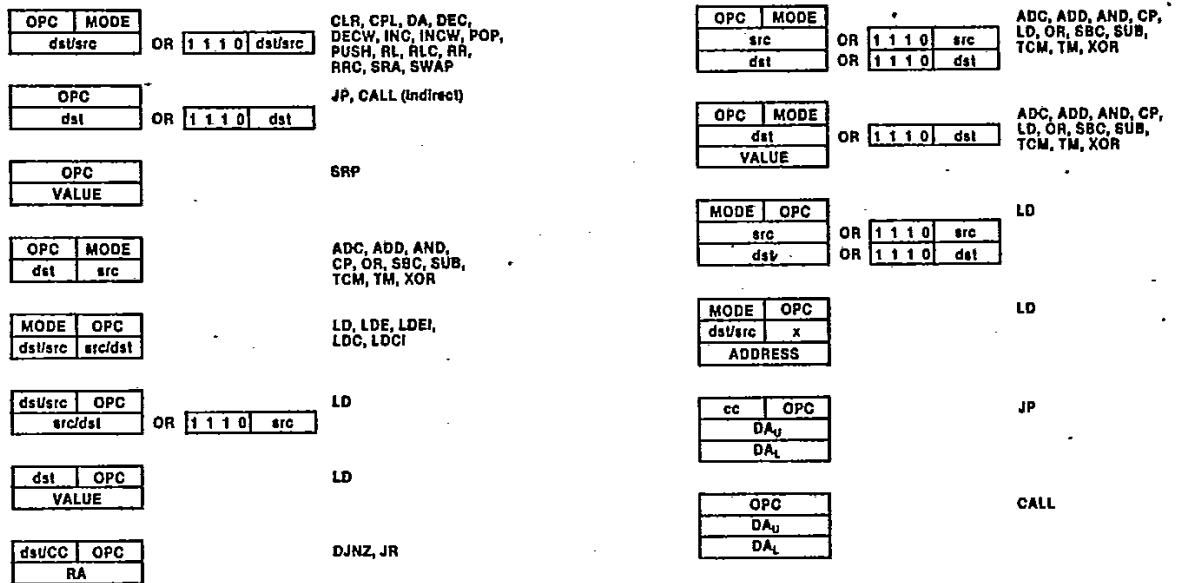 OPC MODE
dst/src OR 1 1 1 0 dst/src
CLR, CPL, DA, DEC,
DECW, INC, INCW, POP,
PUSH, RL, RLC, RR,
RRC, SRA, SWAP
OPC
dst OR 1 1 1 0 dst
JP, CALL (Indirect)
OPC
VALUE
SRP
OPC MODE
dst src
ADC, ADD, AND,
CP, OR, SBC, SUB,
TCM, TM, XOR
MODE OPC
dst/src src/dst
LD, LDE, LDEI,
LDC, LDCI
dst/src OPC
src/dst OR 1 1 1 0 src
LD
dst OPC
VALUE
LD
dst/CC OPC
RA
DJNZ, JR
OPC MODE
src OR 1 1 1 0 src
dst OR 1 1 1 0 dst
ADC, ADD, AND, CP,
LD, OR, SBC, SUB,
TCM, TM, XOR
OPC MODE
dst OR 1 1 1 0 dst
VALUE
ADC, ADD, AND, CP,
LD, OR, SBC, SUB,
TCM, TM, XOR
MODE OPC
src OR 1 1 1 0 src
dst OR 1 1 1 0 dst
LD
MODE OPC
dst/src x
ADDRESS
LD
cc OPC
DAU
DAL
JP
OPC
DAU
DAL
CALL